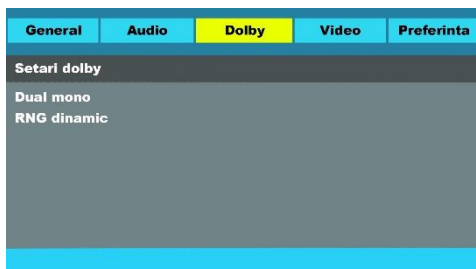 General Audio Dolby Video Preferinta
Setari dolby
Dual mono
RNG dinamic